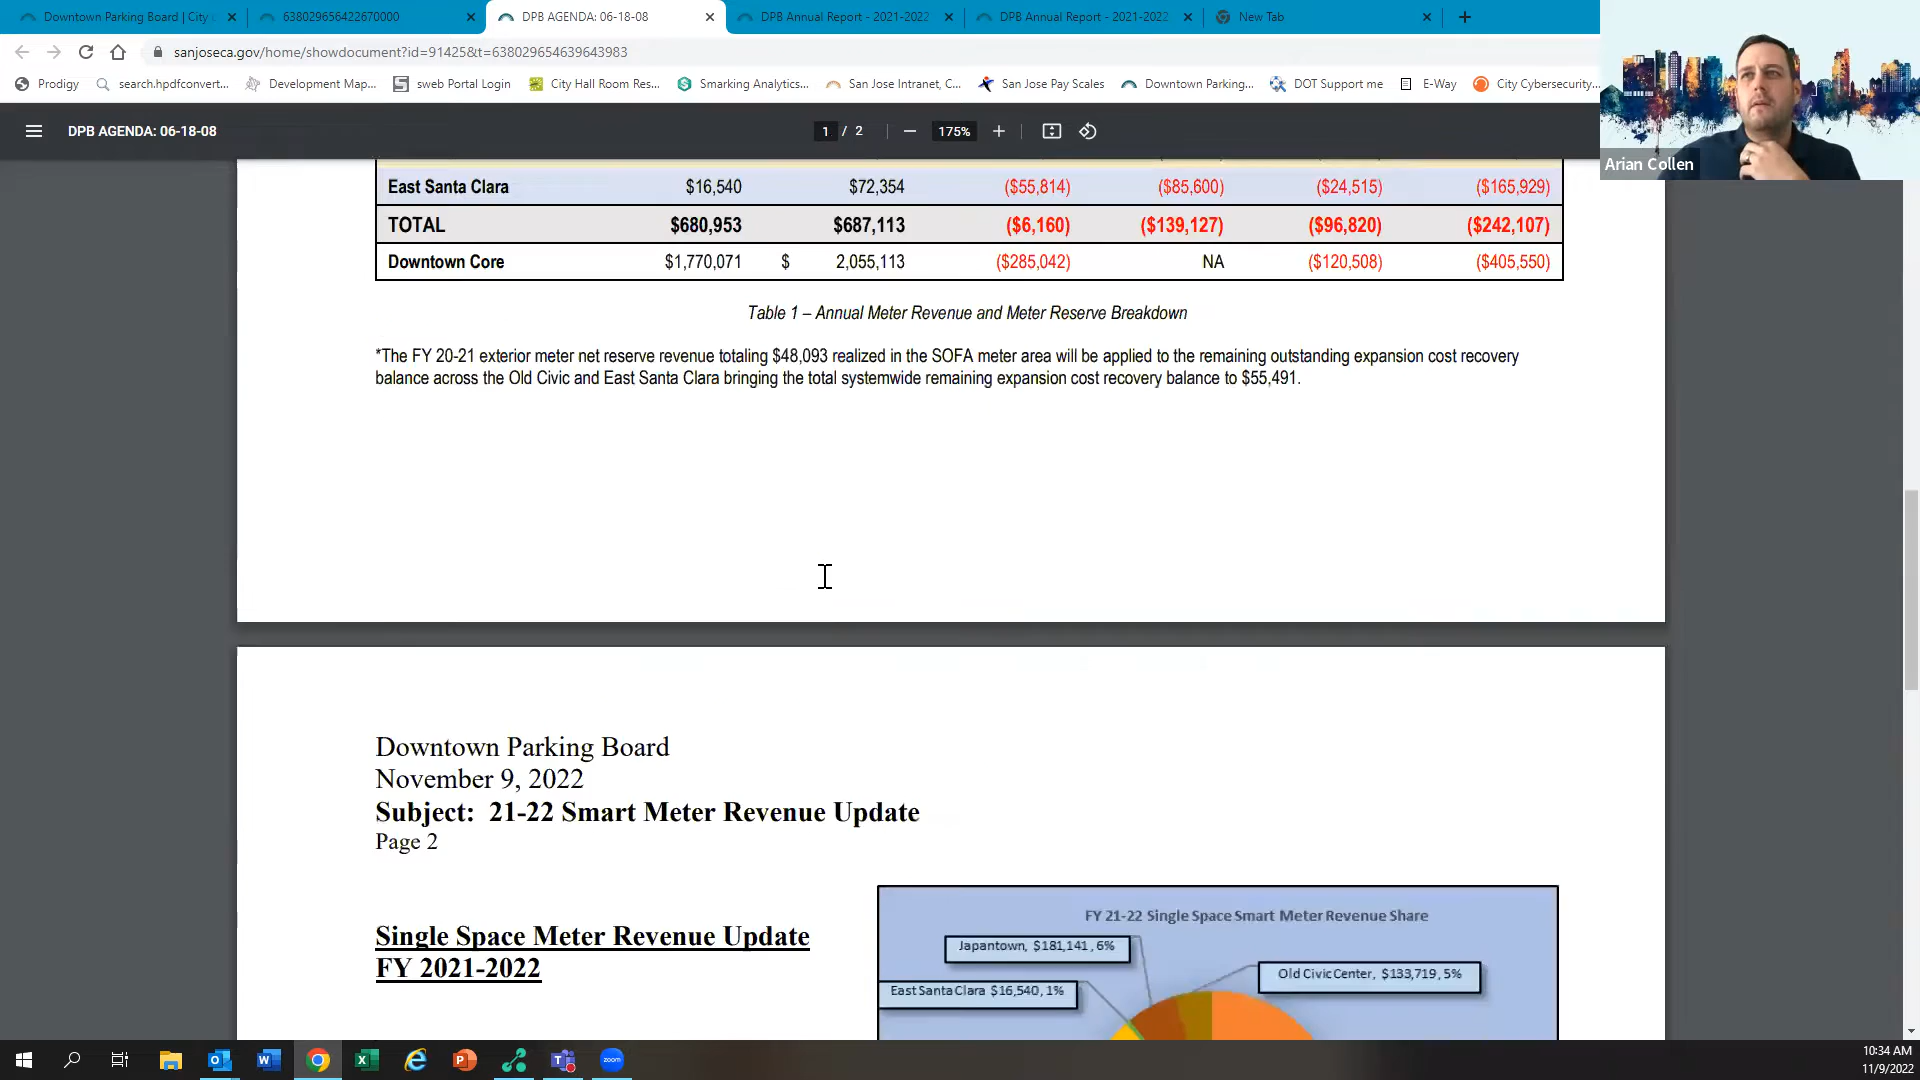 Downtown Parking Board | City
638029656422670000
DPB AGENDA: 06-18-08
DPB Annual Report - 2021-2022
DPB Annual Report - 2021-2022
New Tab
sanjoseca.gov/home/showdocument?id=91425&t=638029654639643983
Prodigy
search.hpdfconvert...
Development Map...
sweb Portal Login
City Hall Room Res...
Smarking Analytics...
San Jose Intranet, C...
San Jose Pay Scales
Downtown Parking...
DOT Support me
E-Way
City Cybersecurity...
Arian Collen
DPB AGENDA: 06-18-08
1 / 2
175%
East Santa Clara $16,540 $72,354 ($55,814) ($85,600) ($24,515) ($165,929)
TOTAL $680,953 $687,113 ($6,160) ($139,127) ($96,820) ($242,107)
Downtown Core $1,770,071 $ 2,055,113 ($285,042) NA ($120,508) ($405,550)
Table 1 – Annual Meter Revenue and Meter Reserve Breakdown
*The FY 20-21 exterior meter net reserve revenue totaling $48,093 realized in the SOFA meter area will be applied to the remaining outstanding expansion cost recovery
balance across the Old Civic and East Santa Clara bringing the total systemwide remaining expansion cost recovery balance to $55,491.
Downtown Parking Board
November 9, 2022
Subject: 21-22 Smart Meter Revenue Update
Page 2
Single Space Meter Revenue Update
FY 2021-2022
FY 21-22 Single Space Smart Meter Revenue Share
Japantown, $181,141, 6%
Old Civic Center, $133,719, 5%
East Santa Clara $16,540, 1%
zoom
10:34 AM
11/9/2022